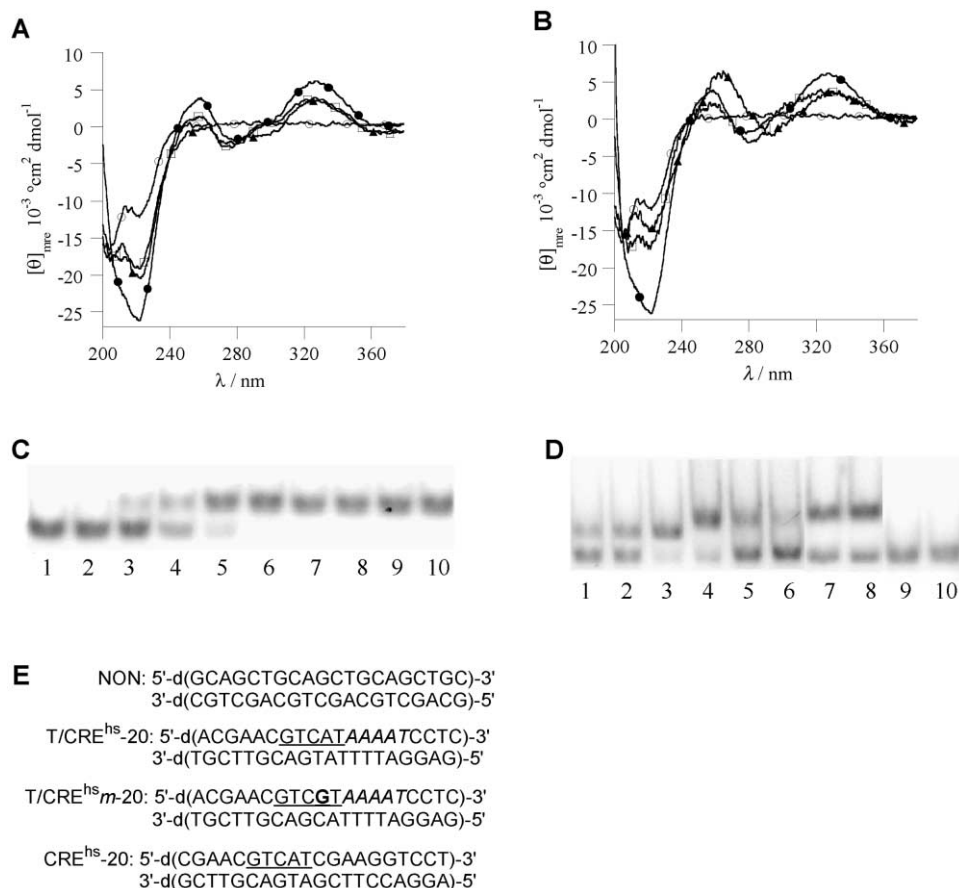 A
B
10
5
0
-5
-10
-15
-20
-25
[θ]mre 10⁻³ °cm² dmol⁻¹
200 240 280 320 360
λ / nm
10
5
0
-5
-10
-15
-20
-25
[θ]mre 10⁻³ °cm² dmol⁻¹
200 240 280 320 360
λ / nm
C
1 2 3 4 5 6 7 8 9 10
D
1 2 3 4 5 6 7 8 9 10
E
NON: 5'-d(GCAGCTGCAGCTGCAGCTGC)-3'
3'-d(CGTCGACGTCGACGTCGACG)-5'
T/CREhs-20: 5'-d(ACGAACGTCATAAAATCCTC)-3'
3'-d(TGCTTGCAGTATTTTAGGAG)-5'
T/CREhsm-20: 5'-d(ACGAACGTCGTAAAATCCTC)-3'
3'-d(TGCTTGCAGCATTTTAGGAG)-5'
CREhs-20: 5'-d(CGAACGTCATCGAAGGTCCT)-3'
3'-d(GCTTGCAGTAGCTTCCAGGA)-5'